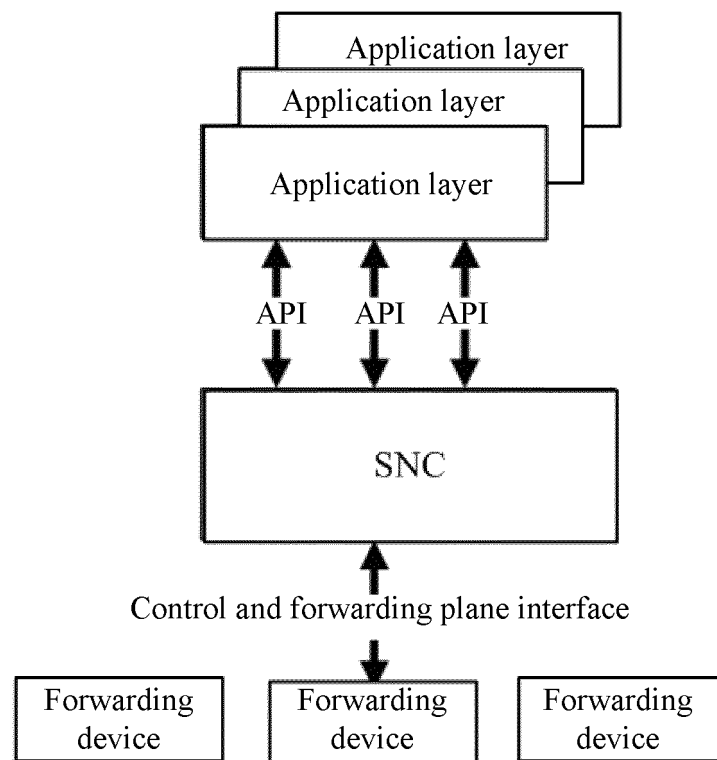 Application layer
Application layer
Application layer
API API API
SNC
Control and forwarding plane interface
Forwarding
device
Forwarding
device
Forwarding
device